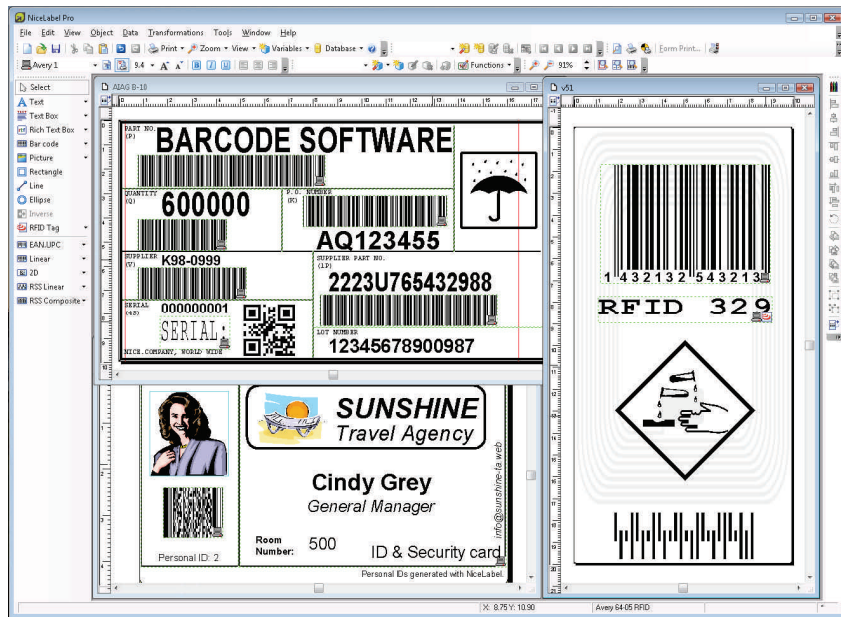 NiceLabel Pro
File Edit View Object Data Transformations Tools Window Help
Print Zoom View Variables Database Form Print...
Avery 1 9.4 A A B I U Functions 91%
Select
Text
Text Box
Rich Text Box
Bar code
Picture
Rectangle
Line
Ellipse
Inverse
RFID Tag
EAN.UPC
Linear
2D
RSS Linear
RSS Composite
AIAG B-10
PART NO.
(P)
BARCODE SOFTWARE
QUANTITY
(Q)
600000
P.O. NUMBER
(K)
AQ123455
SUPPLIER
(V)
K98-0999
SUPPLIER PART NO.
(1P)
2223U765432988
SERIAL
(4S)
000000001
SERIAL:
LOT NUMBER
12345678900987
NICE.COMPANY, WORLD WIDE
SUNSHINE
Travel Agency
Cindy Grey
General Manager
info@sunshine-ta.web
Room
Number:
500
ID & Security card
Personal ID: 2
Personal IDs generated with NiceLabel.
v51
1 432132 543213
RFID 329
X: 8.75 Y: 10.90
Avery 64-05 RFID